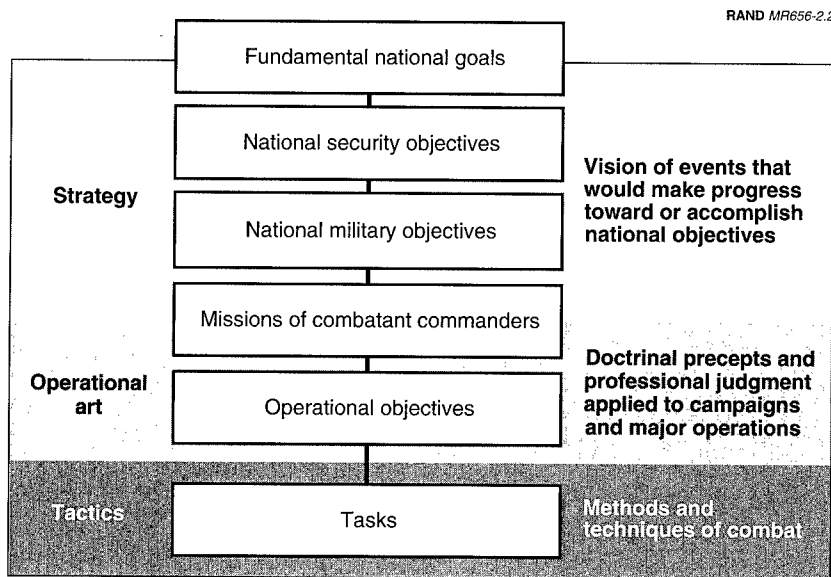 RAND MR656-2.2
Fundamental national goals
National security objectives
Strategy
National military objectives
Vision of events that
would make progress
toward or accomplish
national objectives
Missions of combatant commanders
Operational
art
Operational objectives
Doctrinal precepts and
professional judgment
applied to campaigns
and major operations
Tactics
Tasks
Methods and
techniques of combat